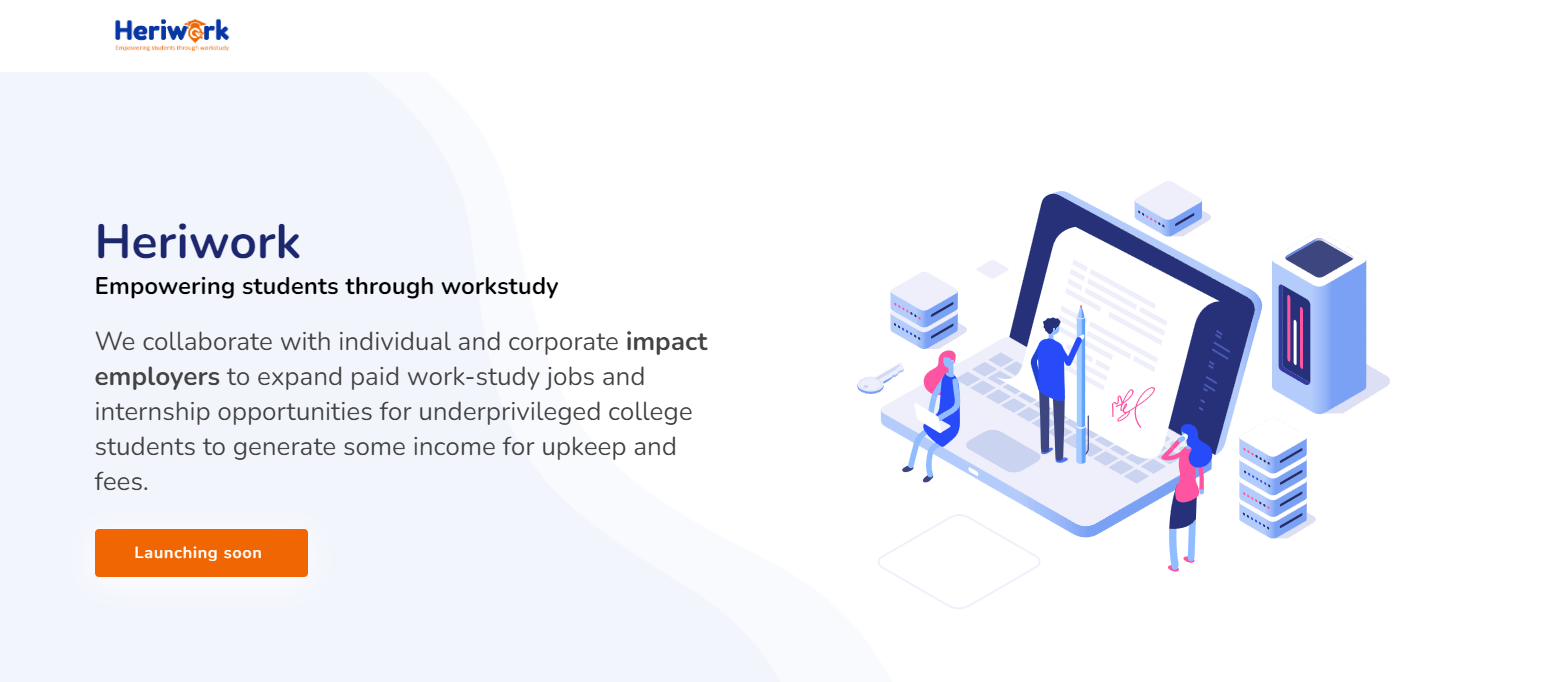 Heriwork
Empowering students through workstudy
Heriwork
Empowering students through workstudy
We collaborate with individual and corporate impact
employers to expand paid work-study jobs and
internship opportunities for underprivileged college
students to generate some income for upkeep and
fees.
Launching soon